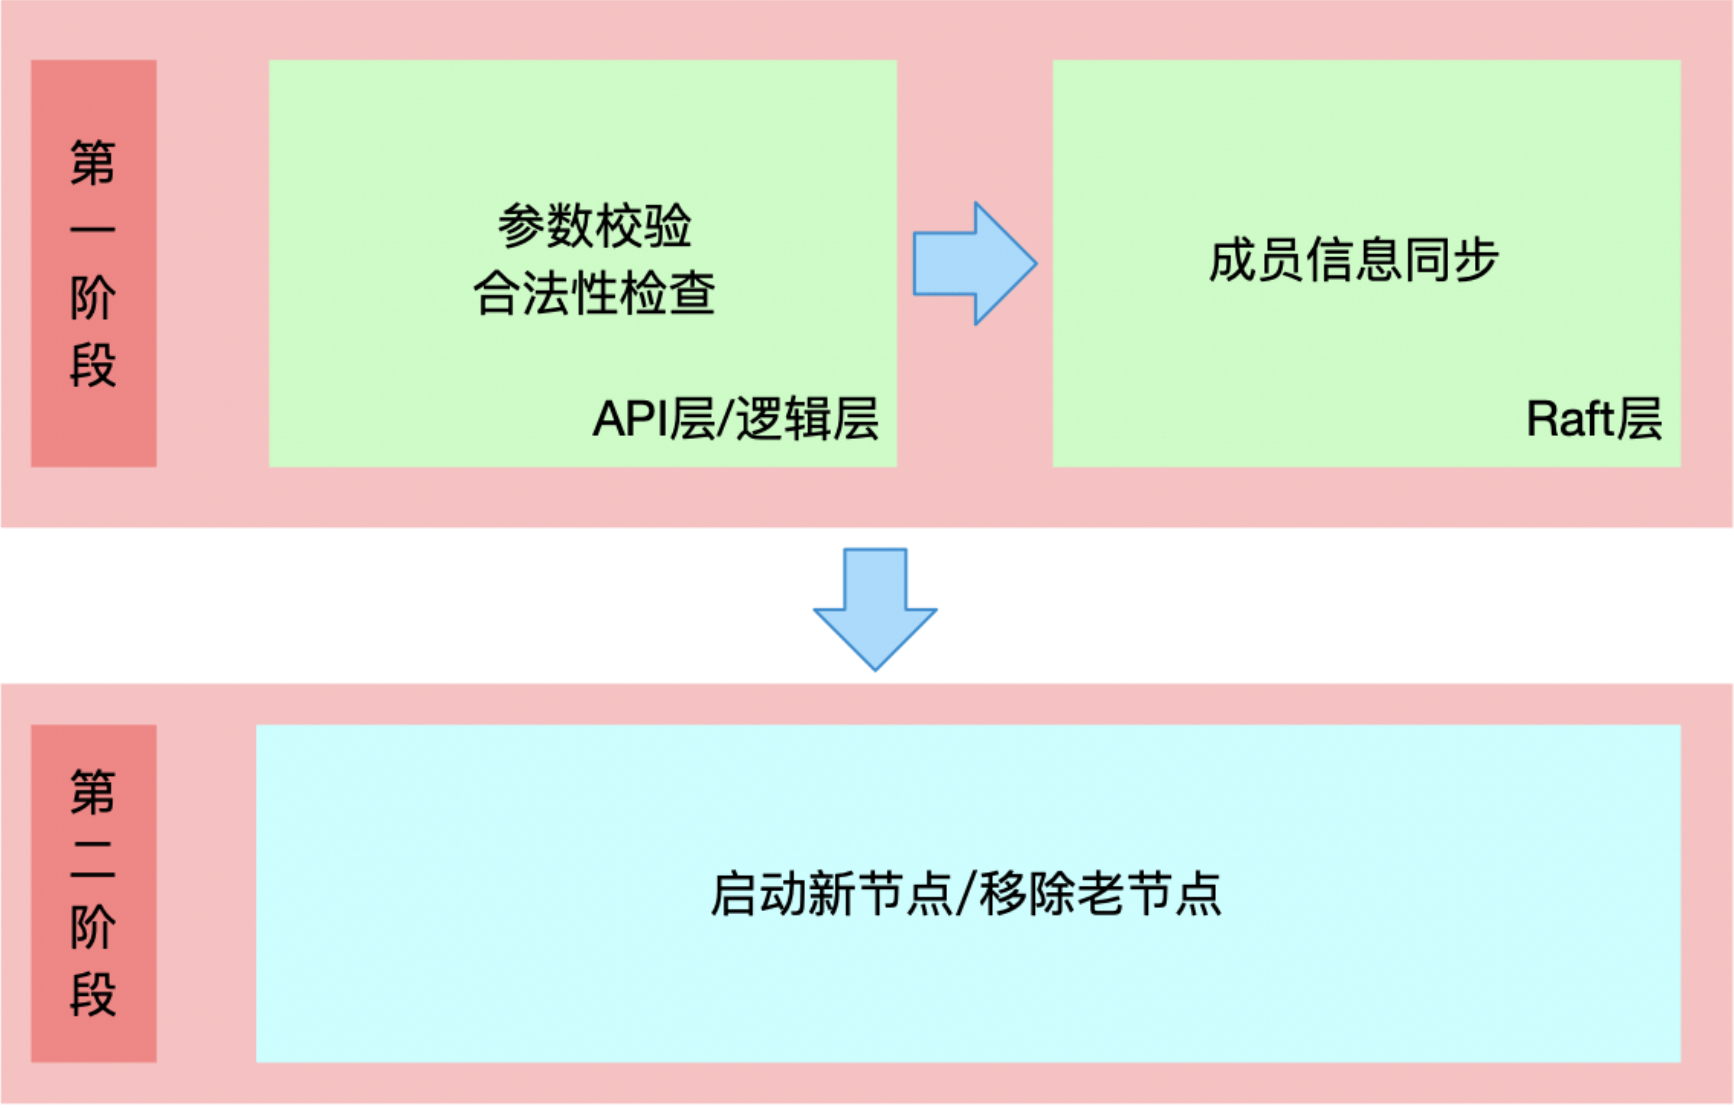 第一阶段
参数校验
合法性检查
API层/逻辑层
成员信息同步
Raft层
第二阶段
启动新节点/移除老节点